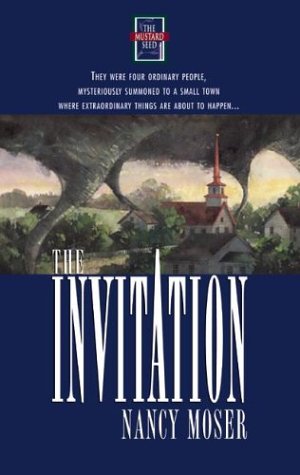 THE
MUSTARD
SEED
THEY WERE FOUR ORDINARY PEOPLE,
MYSTERIOUSLY SUMMONED TO A SMALL TOWN
WHERE EXTRAORDINARY THINGS ARE ABOUT TO HAPPEN...
THE
INVITATION
NANCY MOSER